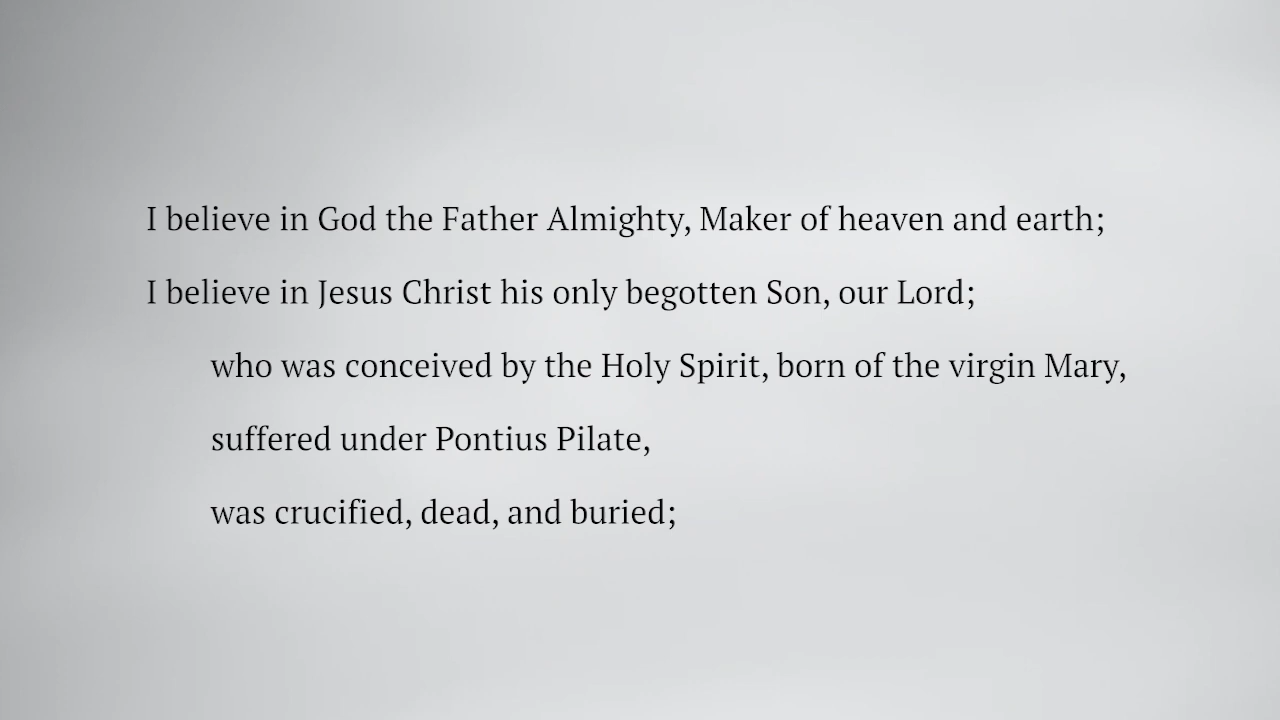 I believe in God the Father Almighty, Maker of heaven and earth;
I believe in Jesus Christ his only begotten Son, our Lord;
who was conceived by the Holy Spirit, born of the virgin Mary,
suffered under Pontius Pilate,
was crucified, dead, and buried;